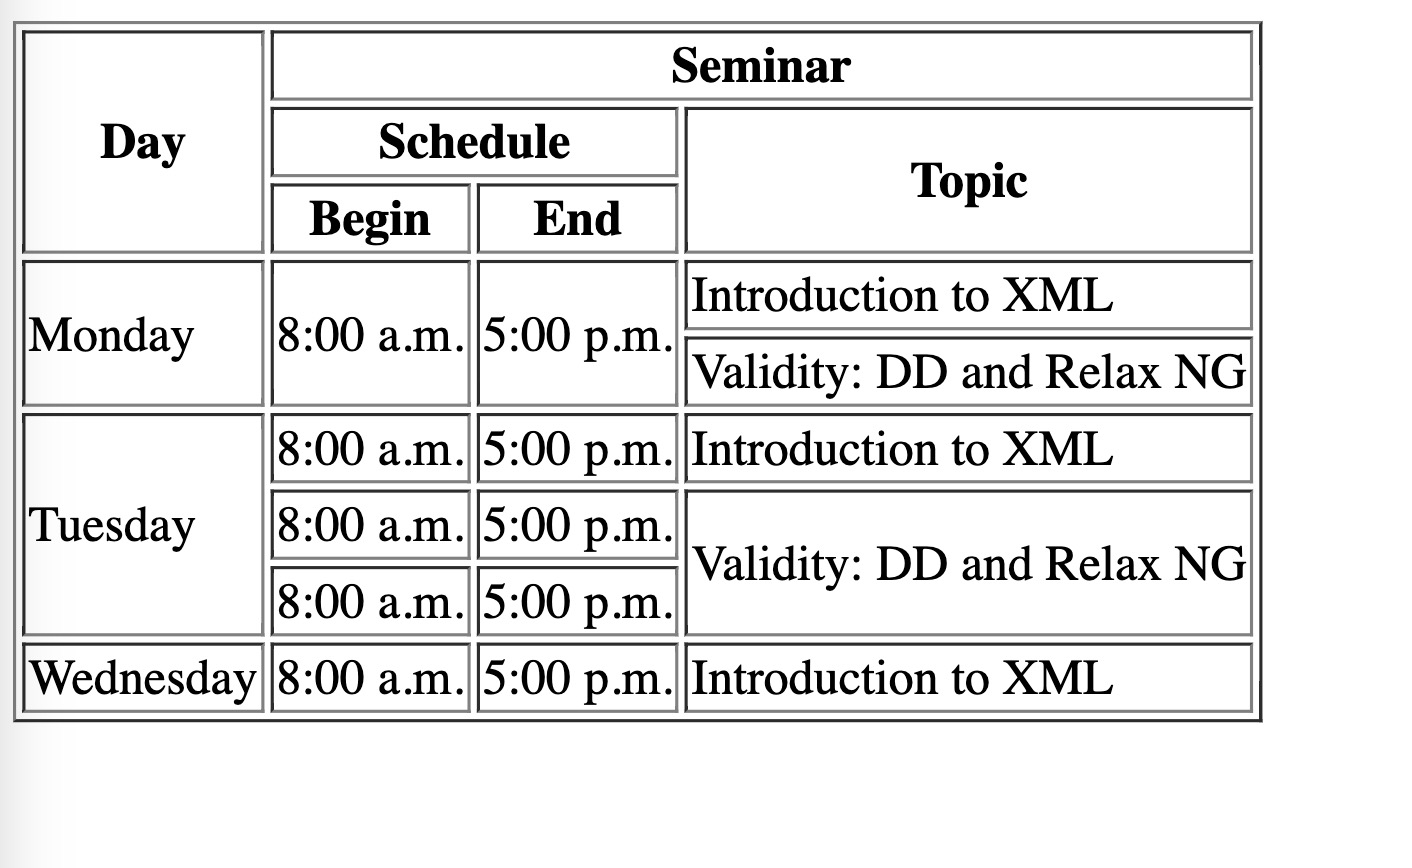 Day
Seminar
Schedule
Topic
Begin
End
Monday
8:00 a.m.
5:00 p.m.
Introduction to XML
Validity: DD and Relax NG
Tuesday
8:00 a.m.
5:00 p.m.
Introduction to XML
8:00 a.m.
5:00 p.m.
Validity: DD and Relax NG
8:00 a.m.
5:00 p.m.
Wednesday
8:00 a.m.
5:00 p.m.
Introduction to XML